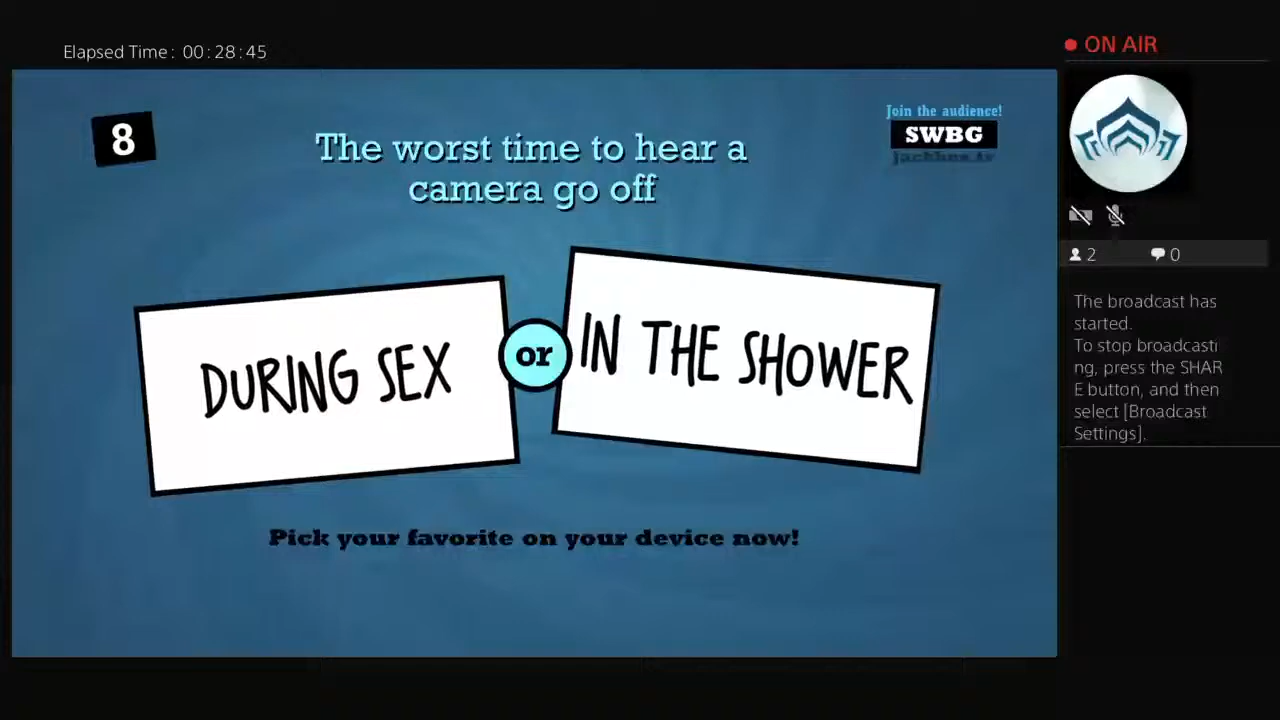 Elapsed Time: 00:28:45
ON AIR
8
The worst time to hear a
camera go off
Join the audience!
SWBG
jackbox.tv
DURING SEX
or
IN THE SHOWER
Pick your favorite on your device now!
2
0
The broadcast has
started.
To stop broadcasti
ng, press the SHAR
E button, and then
select [Broadcast
Settings].